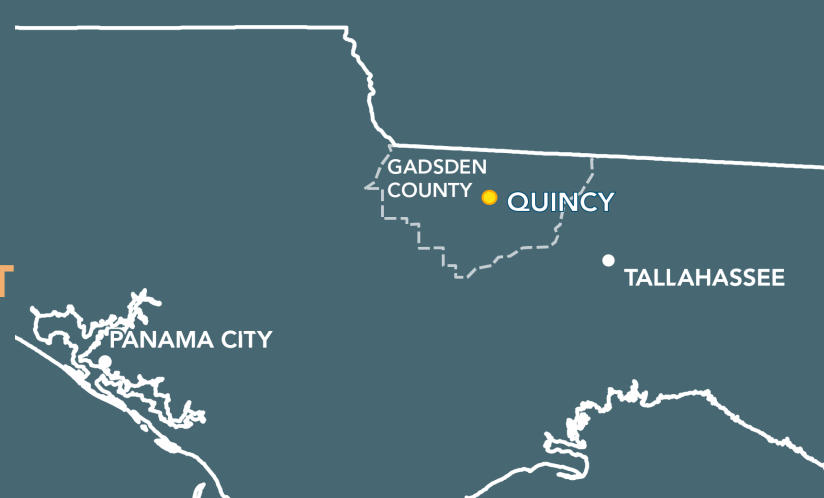 GADSDEN
COUNTY
QUINCY
TALLAHASSEE
T
PANAMA CITY